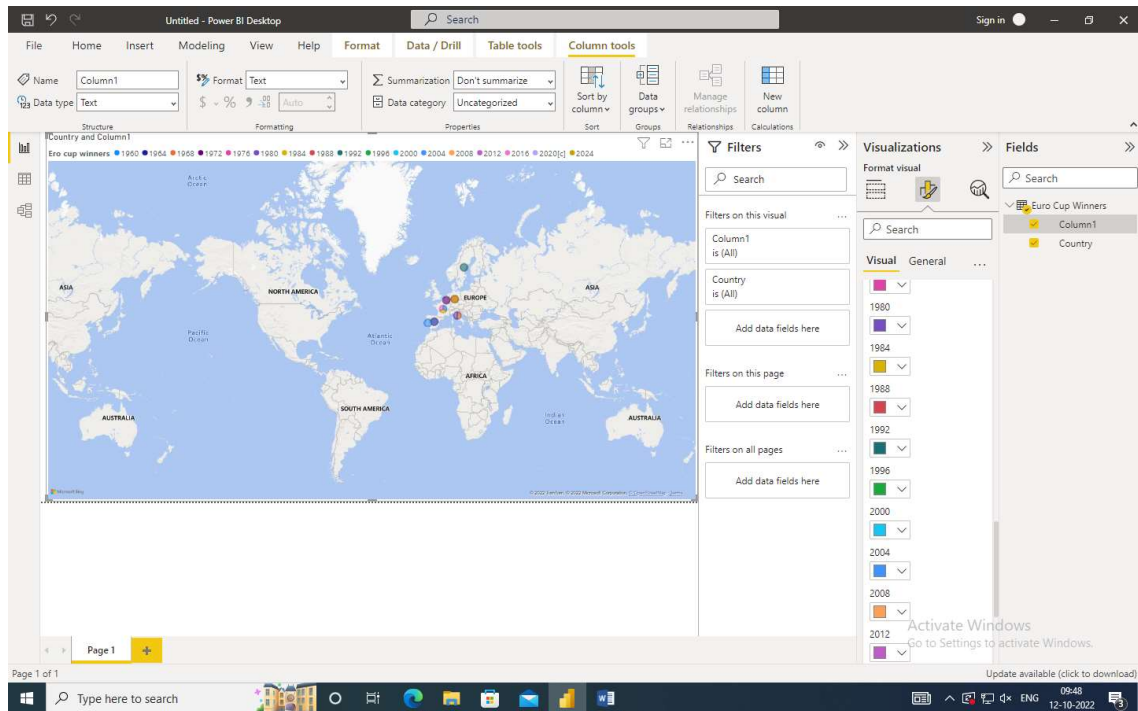 Untitled - Power BI Desktop
Search
Sign in
File Home Insert Modeling View Help Format Data / Drill Table tools Column tools
Name Column1
Data type Text
Structure
$% Format Text
$ % Auto
Formatting
Summarization Don't summarize
Data category Uncategorized
Properties
Sort by column
Sort
Data groups
Groups
Manage relationships
Relationships
New column
Calculations
Country and Column1
Ero cup winners 1960 1964 1968 1972 1976 1980 1984 1988 1992 1996 2000 2004 2008 2012 2016 2020[c] 2024
Arctic
Ocean
ASIA
NORTH AMERICA
EUROPE
ASIA
Pacific
Ocean
Atlantic
Ocean
AFRICA
AUSTRALIA
SOUTH AMERICA
Indian
Ocean
AUSTRALIA
Microsoft Bing
Filters
Search
Filters on this visual
Column1
is (All)
Country
is (All)
Add data fields here
Filters on this page
Add data fields here
Filters on all pages
Add data fields here
Visualizations
Format visual
Search
Visual General
1980
1984
1988
1992
1996
2000
2004
2008
2012
Fields
Search
Euro Cup Winners
Column1
Country
Activate Windows
Go to Settings to activate Windows.
Page 1
Page 1 of 1
Update available (click to download)
Type here to search
ENG
09:48
12-10-2022
3